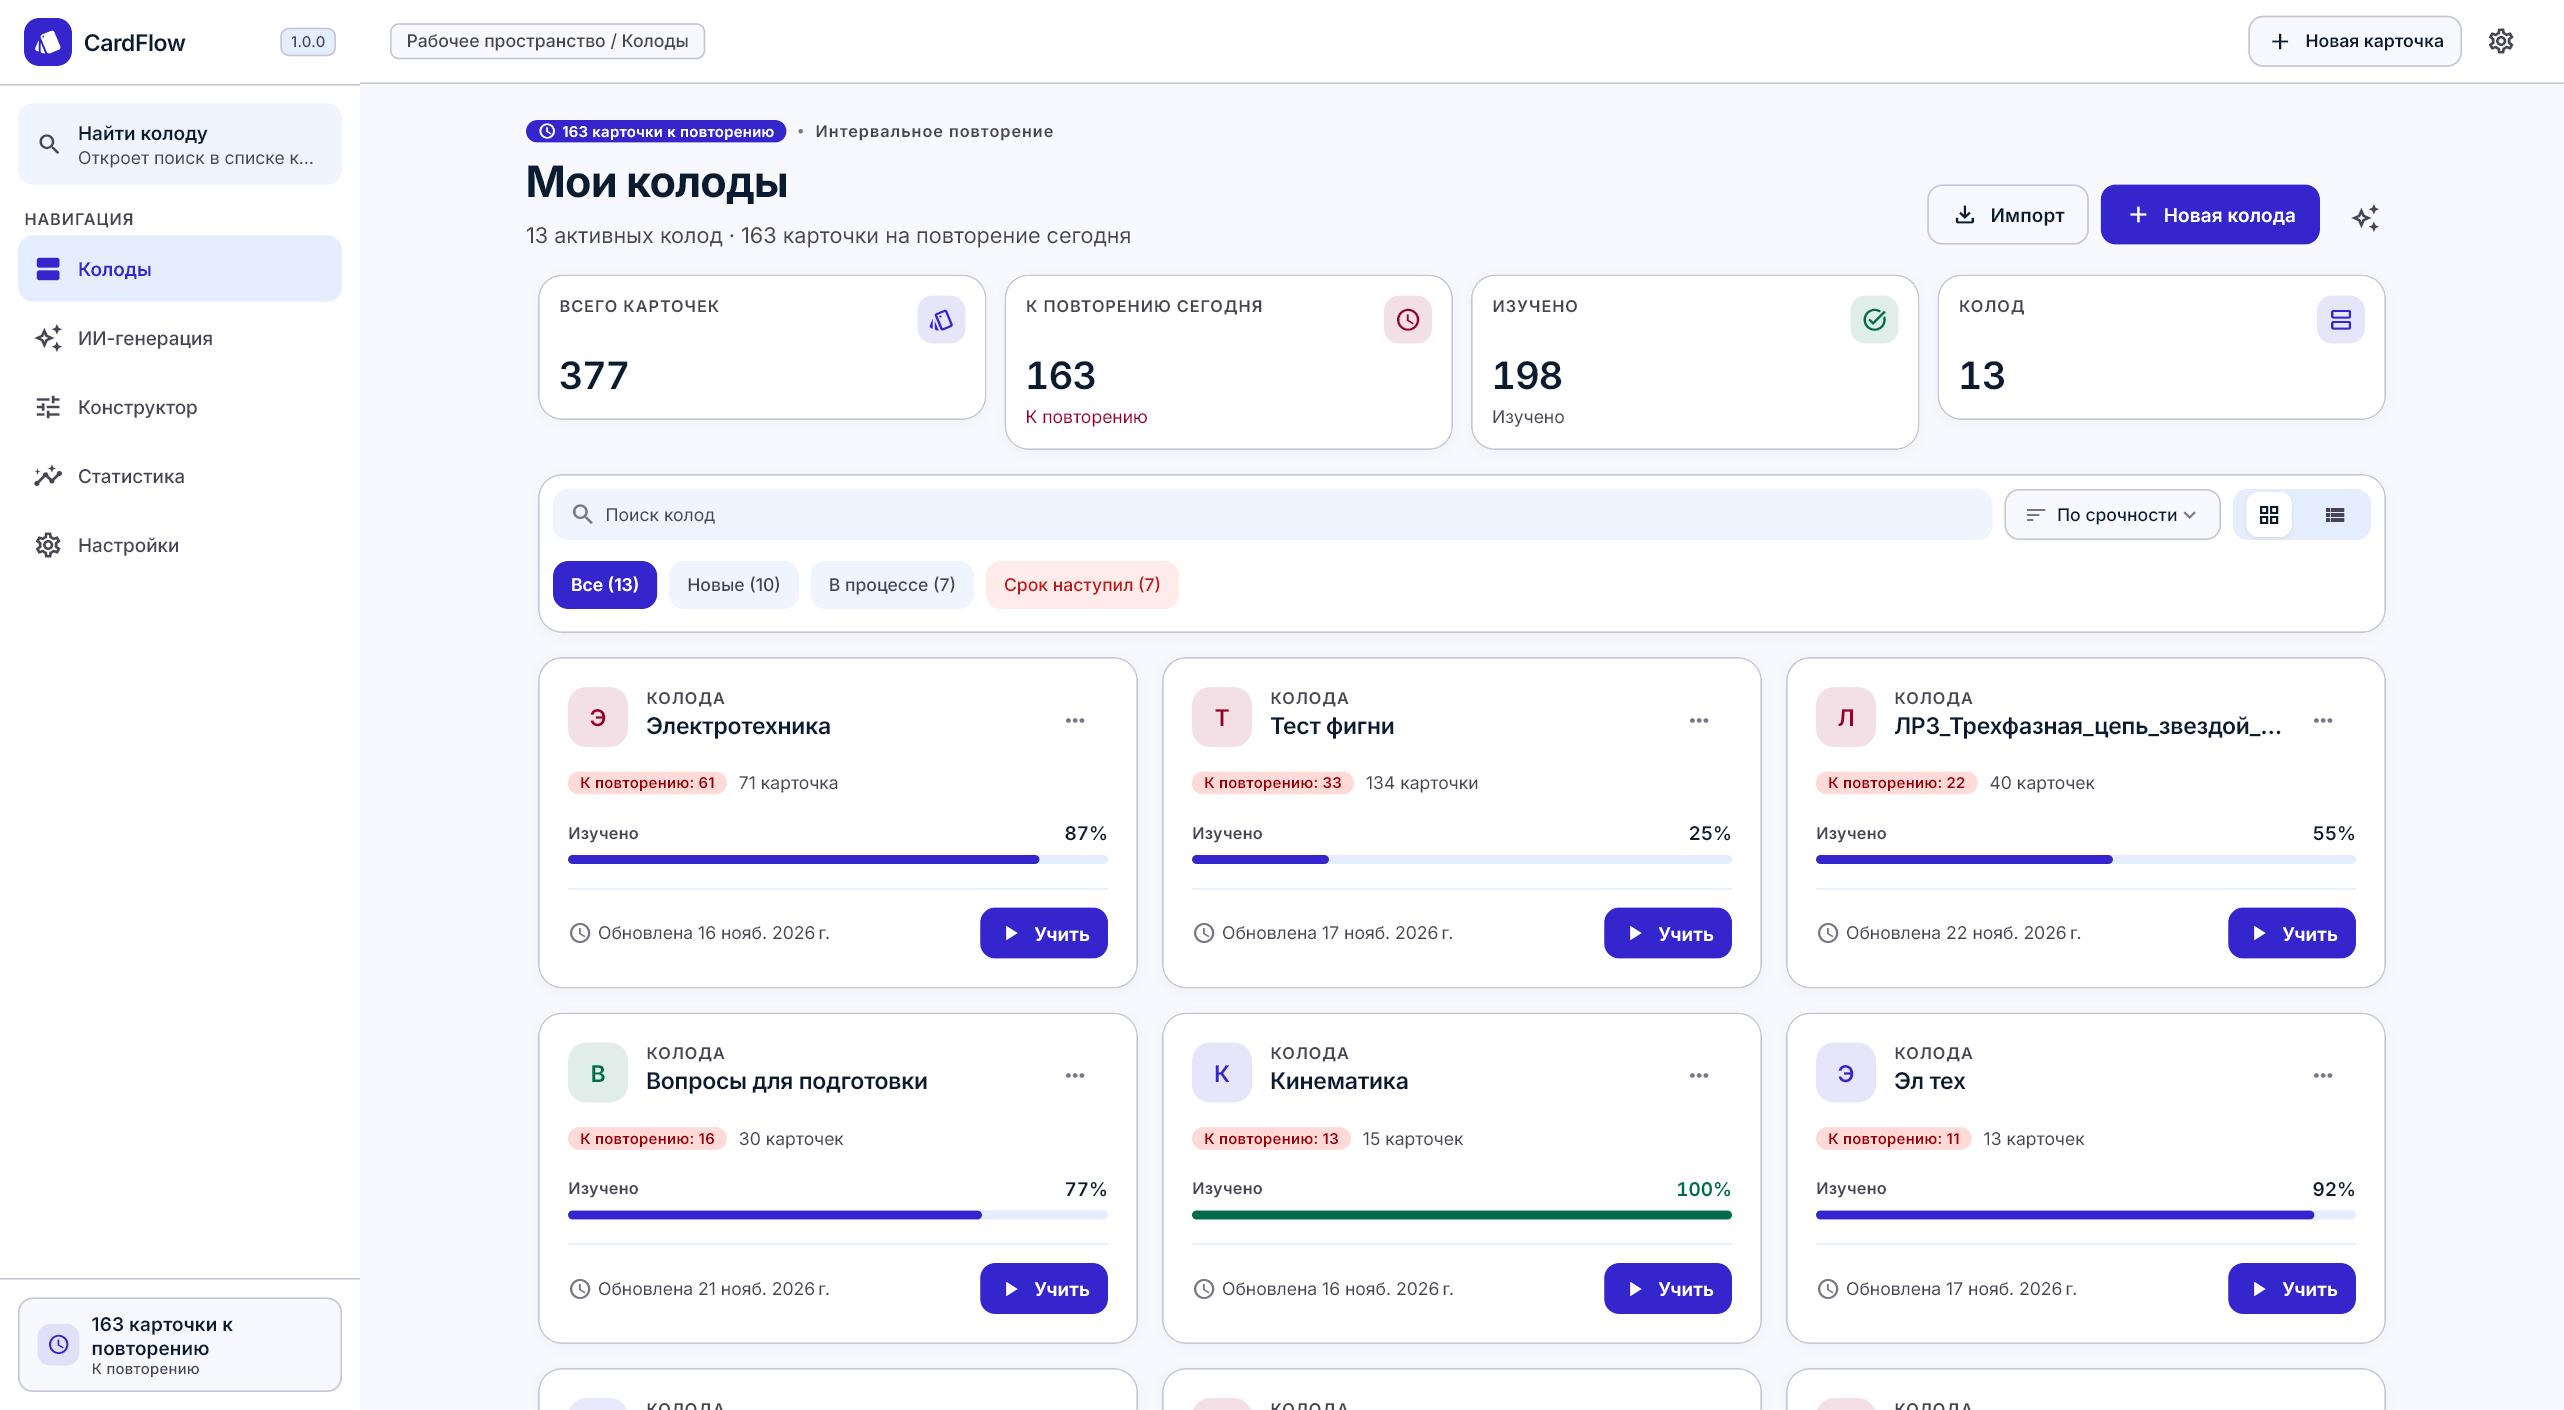 CardFlow
1.0.0
Рабочее пространство / Колоды
Новая карточка
Найти колоду
Откроет поиск в списке к...
НАВИГАЦИЯ
Колоды
ИИ-генерация
Конструктор
Статистика
Настройки
163 карточки к повторению
К повторению
163 карточки к повторению • Интервальное повторение
Мои колоды
13 активных колод · 163 карточки на повторение сегодня
Импорт
Новая колода
ВСЕГО КАРТОЧЕК
377
К ПОВТОРЕНИЮ СЕГОДНЯ
163
К повторению
ИЗУЧЕНО
198
Изучено
КОЛОД
13
Поиск колод
По срочности
Все (13)
Новые (10)
В процессе (7)
Срок наступил (7)
Э
КОЛОДА
Электротехника
К повторению: 61
71 карточка
Изучено
87%
Обновлена 16 нояб. 2026 г.
Учить
Т
КОЛОДА
Тест фигни
К повторению: 33
134 карточки
Изучено
25%
Обновлена 17 нояб. 2026 г.
Учить
Л
КОЛОДА
ЛР3_Трехфазная_цепь_звездой_...
К повторению: 22
40 карточек
Изучено
55%
Обновлена 22 нояб. 2026 г.
Учить
В
КОЛОДА
Вопросы для подготовки
К повторению: 16
30 карточек
Изучено
77%
Обновлена 21 нояб. 2026 г.
Учить
К
КОЛОДА
Кинематика
К повторению: 13
15 карточек
Изучено
100%
Обновлена 16 нояб. 2026 г.
Учить
Э
КОЛОДА
Эл тех
К повторению: 11
13 карточек
Изучено
92%
Обновлена 17 нояб. 2026 г.
Учить
КОЛОДА
КОЛОДА
КОЛОДА